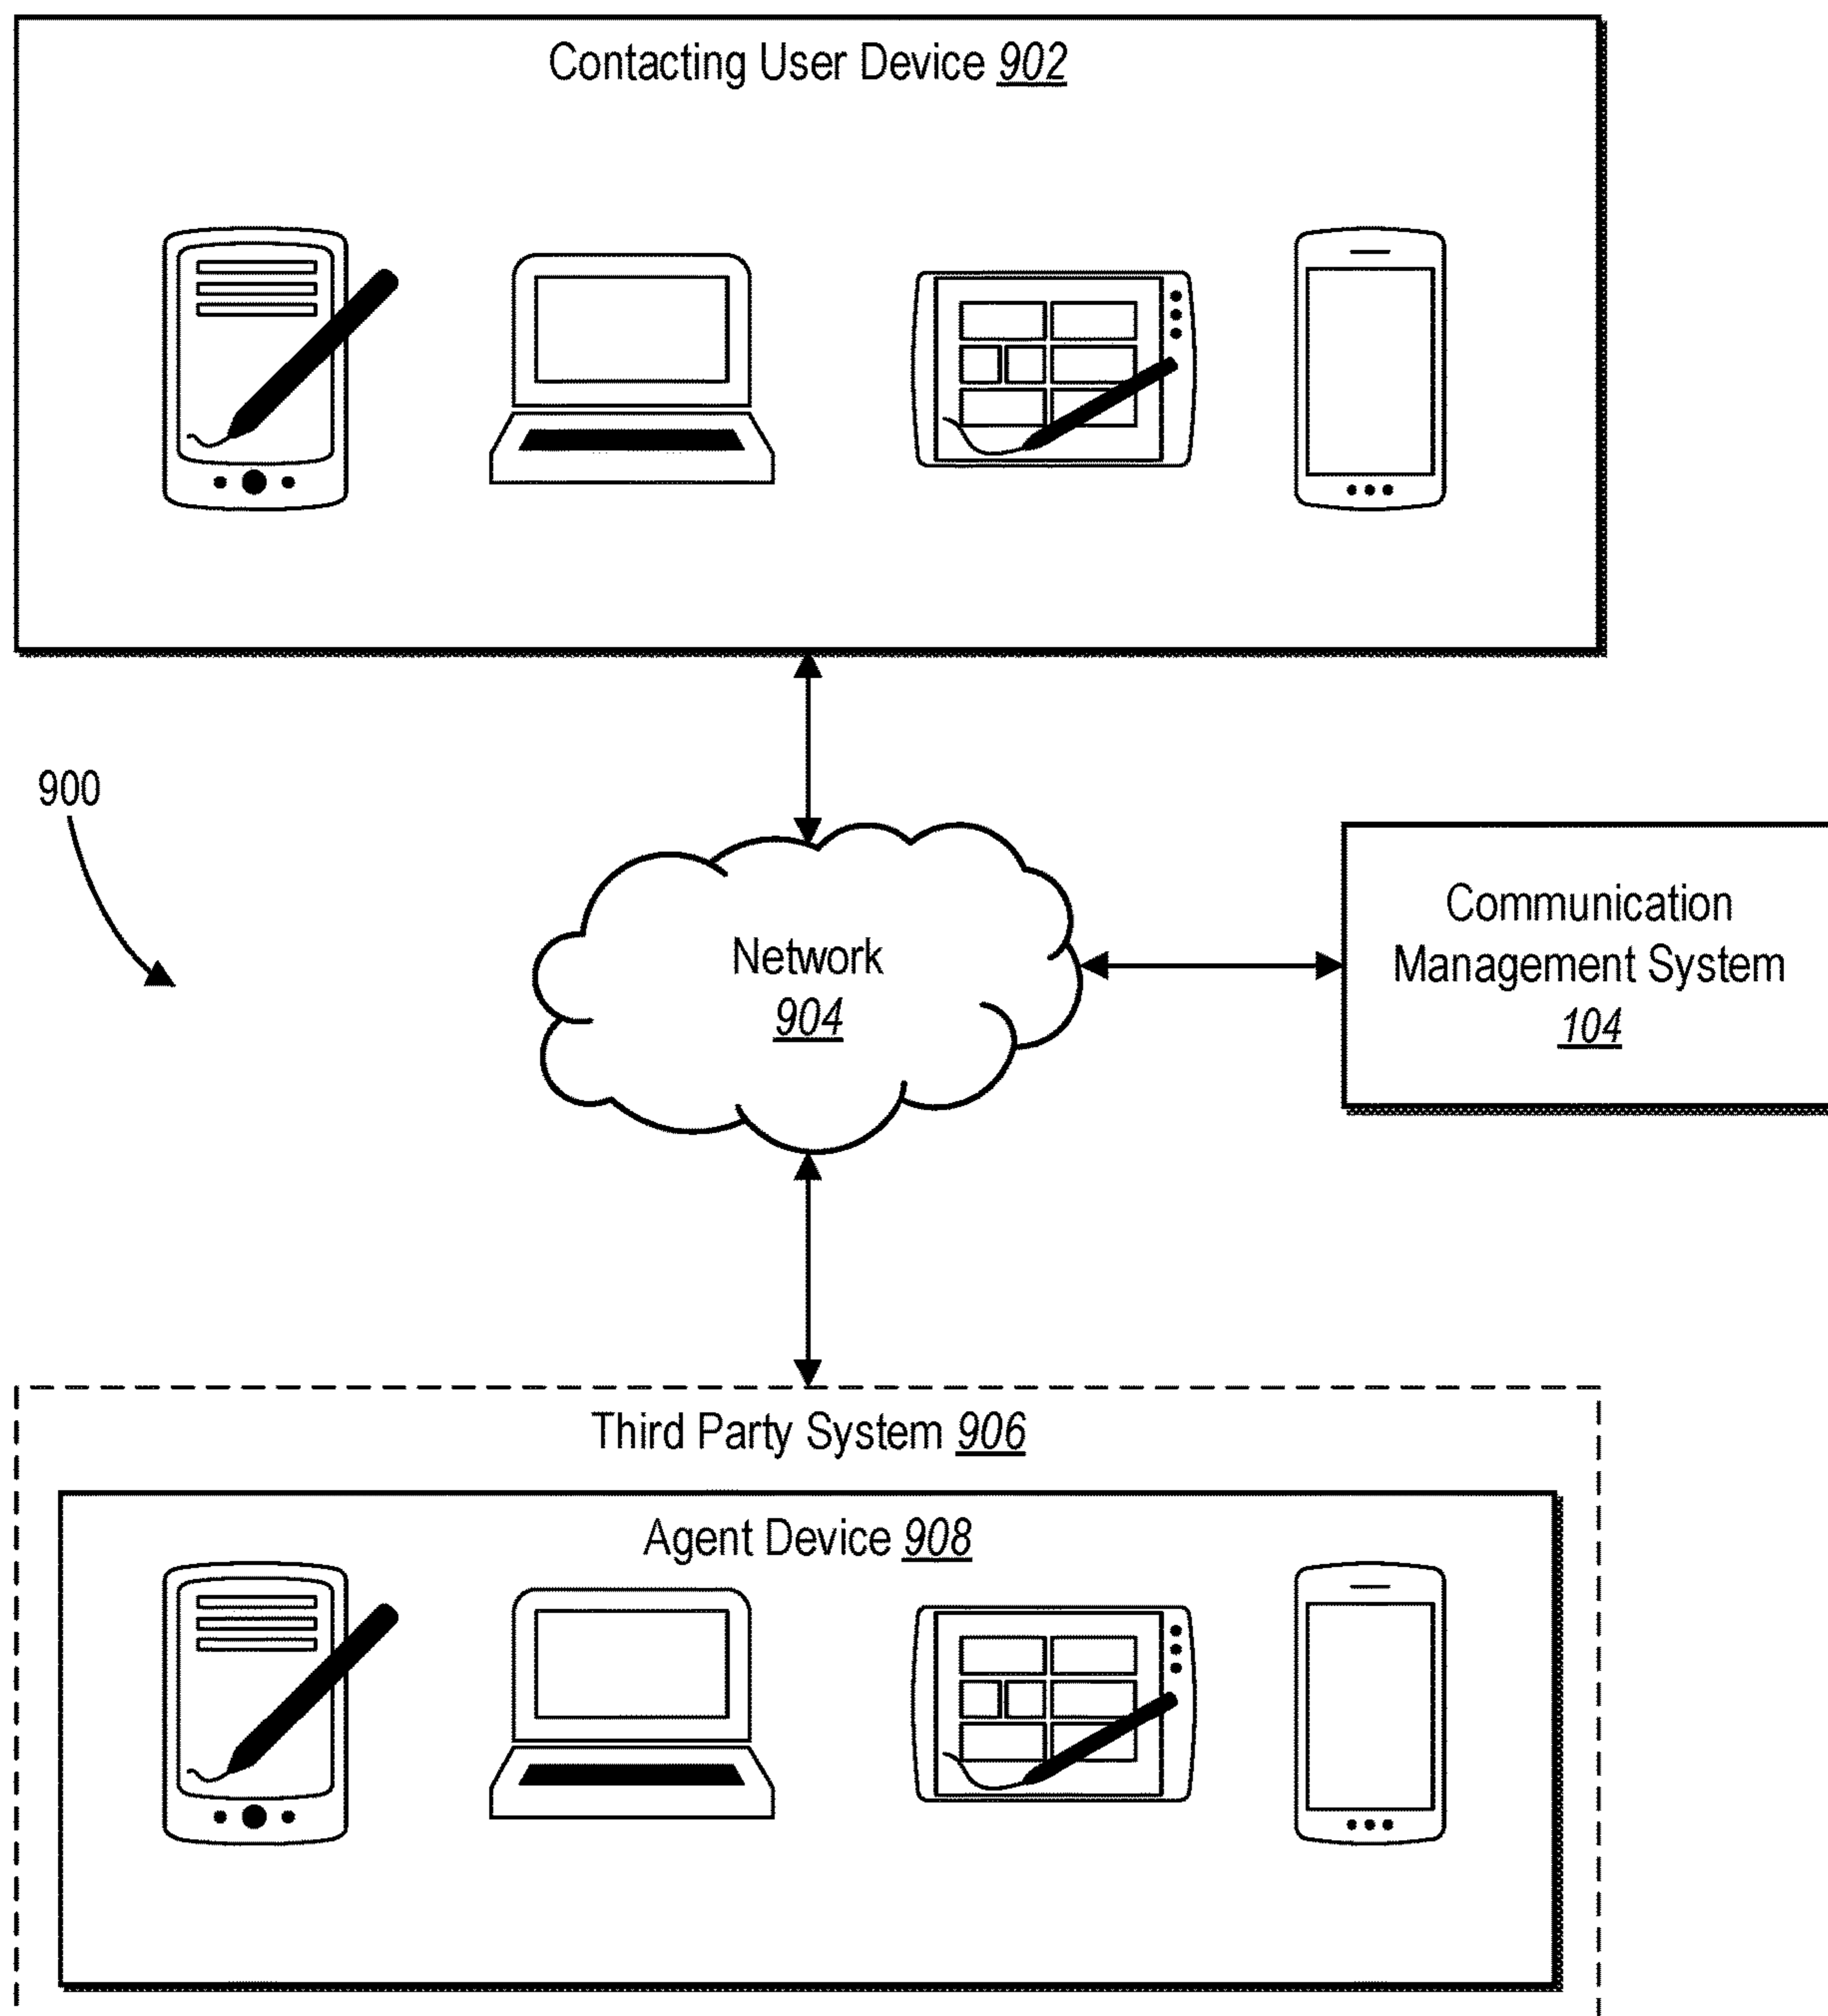 Contacting User Device 902
900
Network
904
Communication
Management System
104
Third Party System 906
Agent Device 908